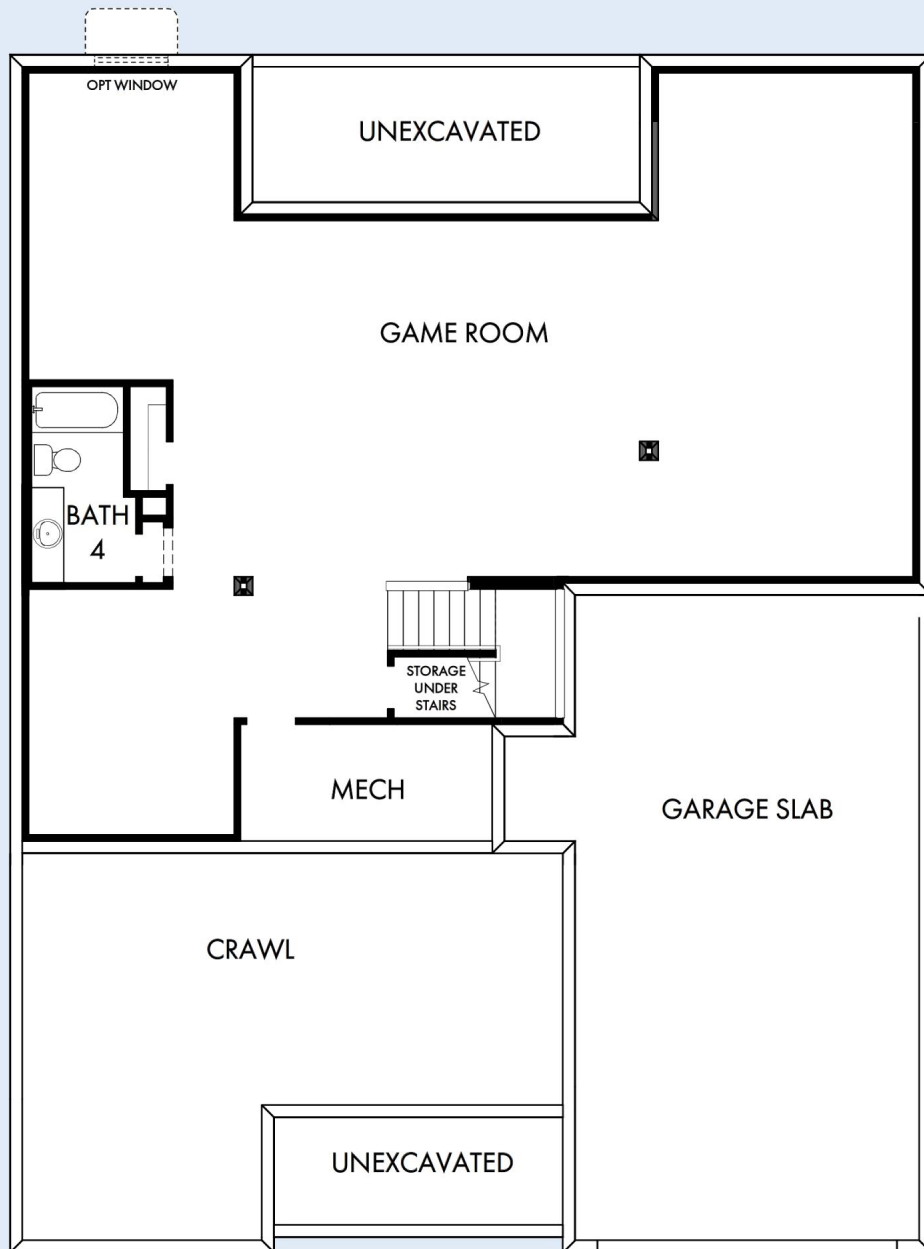 OPT WINDOW
UNEXCAVATED
GAME ROOM
BATH
4
STORAGE
UNDER
STAIRS
MECH
GARAGE SLAB
CRAWL
UNEXCAVATED